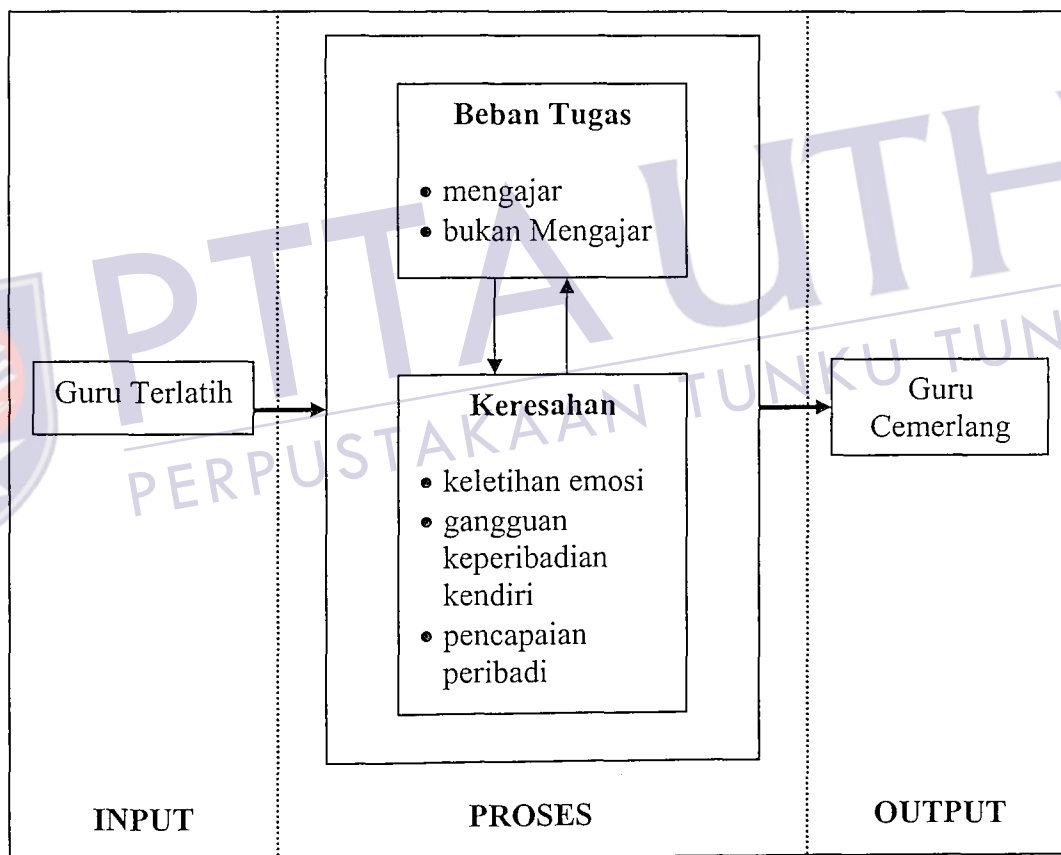 Beban Tugas
• mengajar
• bukan Mengajar
Guru Terlatih
Keresahan
• keletihan emosi
• gangguan
keperibadian
kendiri
• pencapaian
peribadi
Guru
Cemerlang
INPUT
PROSES
OUTPUT
PTTA UTH
PERPUSTAKAAN TUNKU TUN